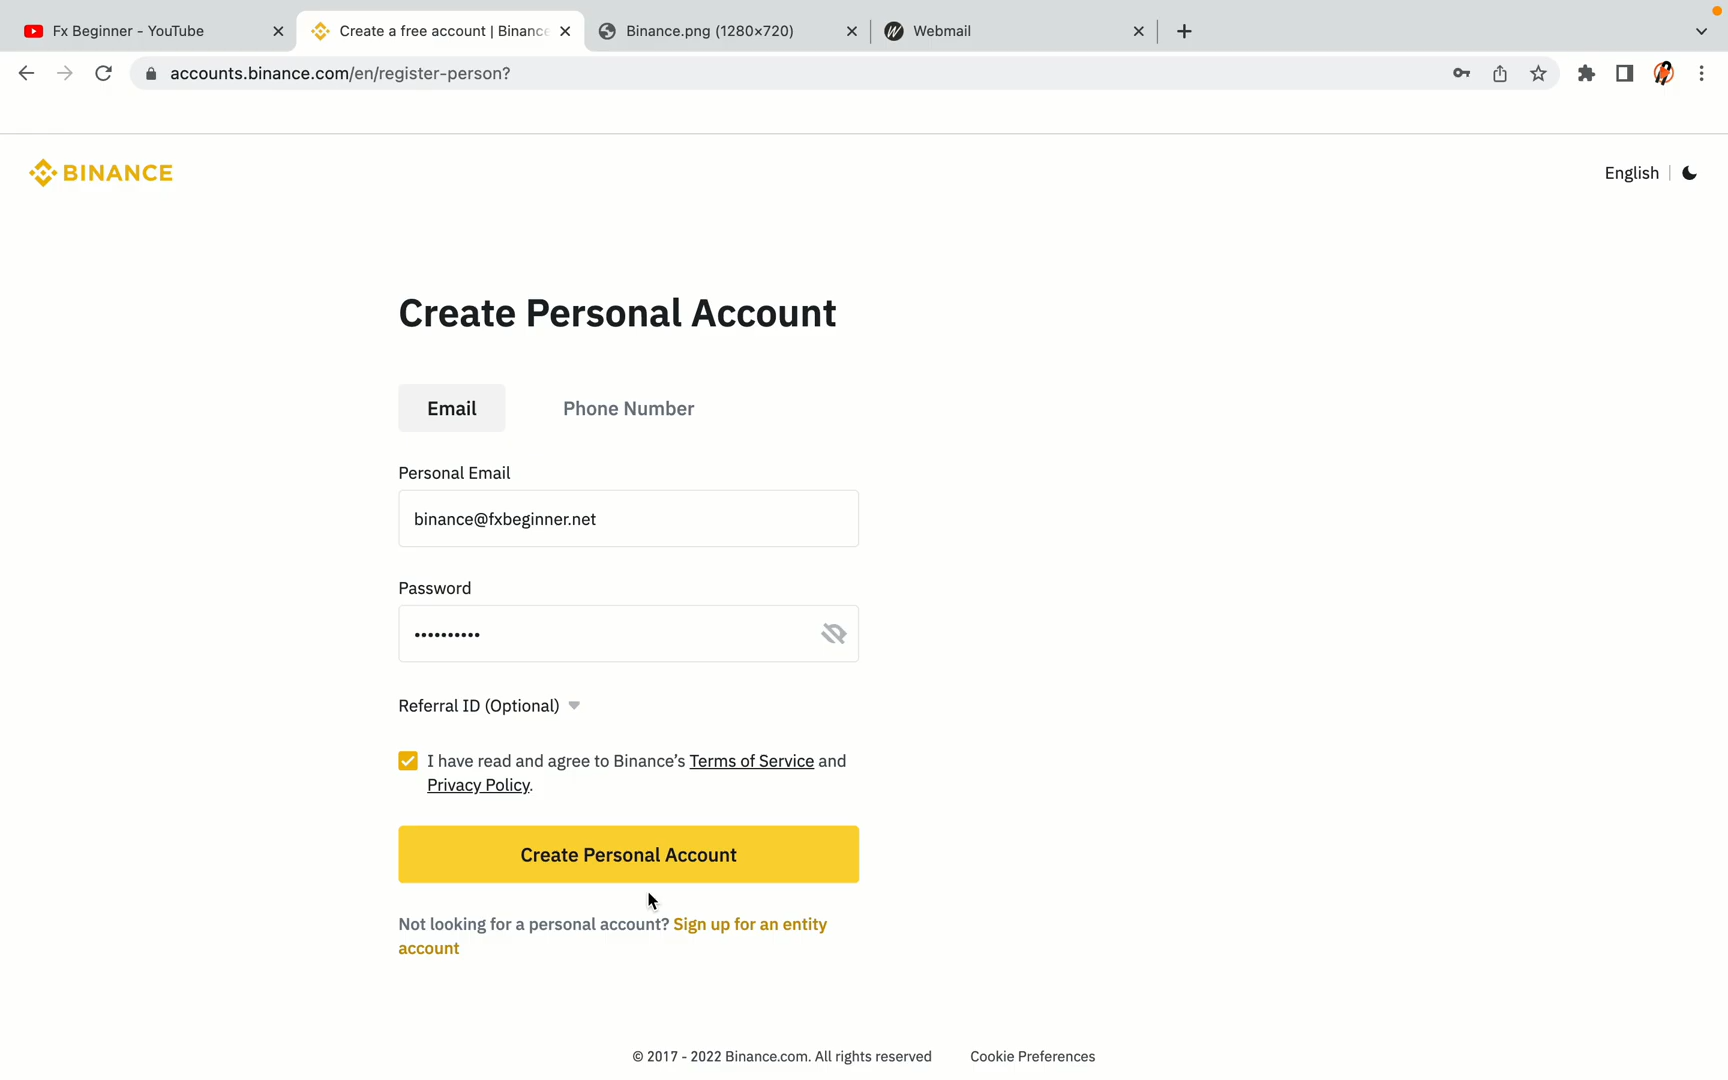 Fx Beginner - YouTube
Create a free account | Binance
Binance.png (1280×720)
Webmail
accounts.binance.com/en/register-person?
BINANCE
English
Create Personal Account
Email
Phone Number
Personal Email
binance@fxbeginner.net
Password
••••••••••
Referral ID (Optional)
I have read and agree to Binance’s Terms of Service and
Privacy Policy.
Create Personal Account
Not looking for a personal account? Sign up for an entity
account
© 2017 - 2022 Binance.com. All rights reserved
Cookie Preferences